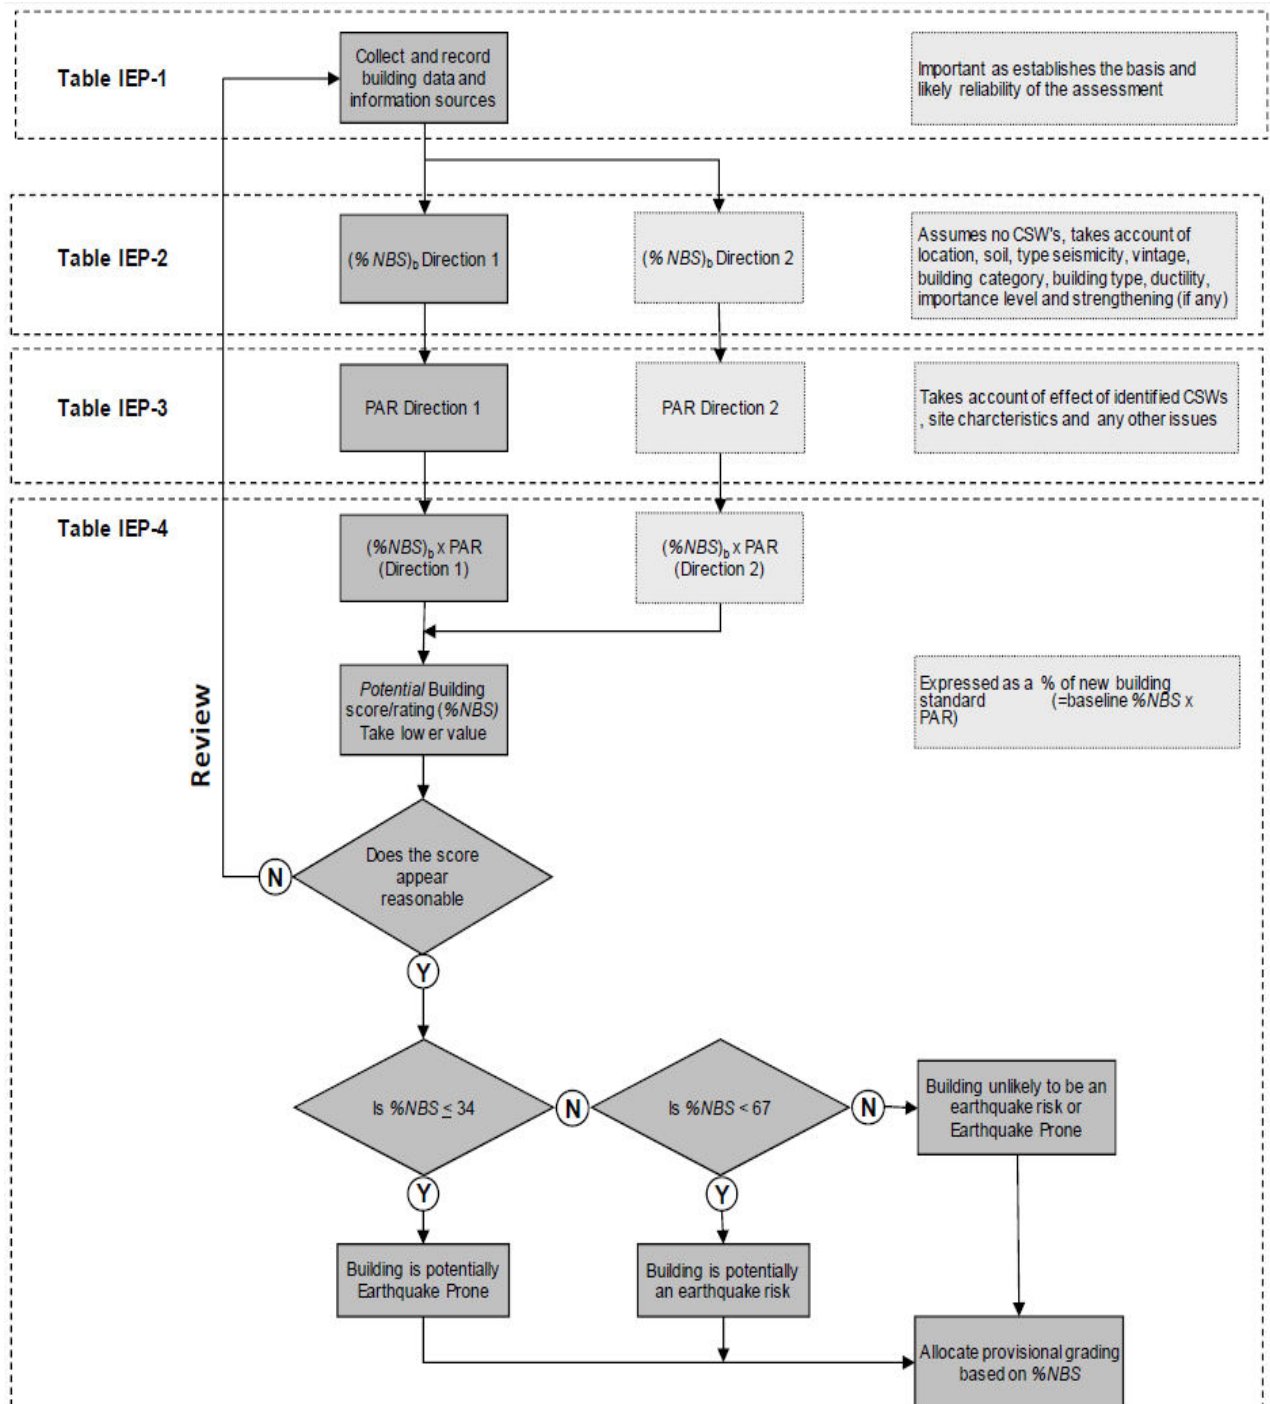 Table IEP-1
Collect and record
building data and
information sources
Important as establishes the basis and
likely reliability of the assessment
Table IEP-2
(% NBS)b Direction 1
(% NBS)b Direction 2
Assumes no CSW's, takes account of
location, soil, type seismicity, vintage,
building category, building type, ductility,
importance level and strengthening (if any)
Table IEP-3
PAR Direction 1
PAR Direction 2
Takes account of effect of identified CSWs
, site charcteristics and any other issues
Table IEP-4
(%NBS)b x PAR
(Direction 1)
(%NBS)b x PAR
(Direction 2)
Potential Building
score/rating (%NBS)
Take lower value
Expressed as a % of new building
standard (=baseline %NBS x
PAR)
Review
Does the score
appear
reasonable
N
Y
Is %NBS ≤ 34
N
Is %NBS < 67
N
Building unlikely to be an
earthquake risk or
Earthquake Prone
Y
Y
Building is potentially
Earthquake Prone
Building is potentially
an earthquake risk
Allocate provisional grading
based on %NBS